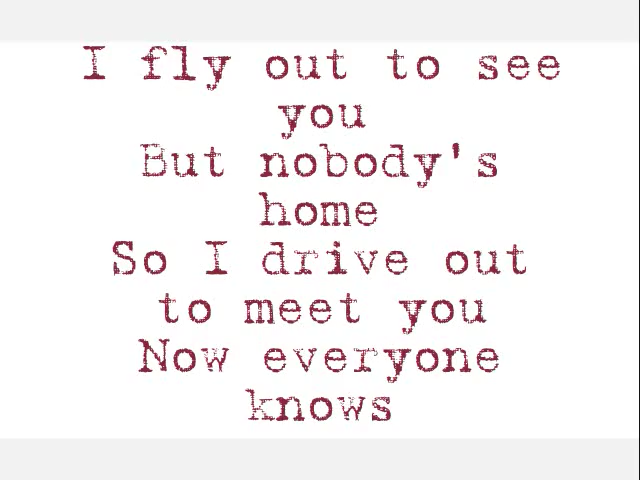 I fly out to see
you
But nobody's
home
So I drive out
to meet you
Now everyone
knows